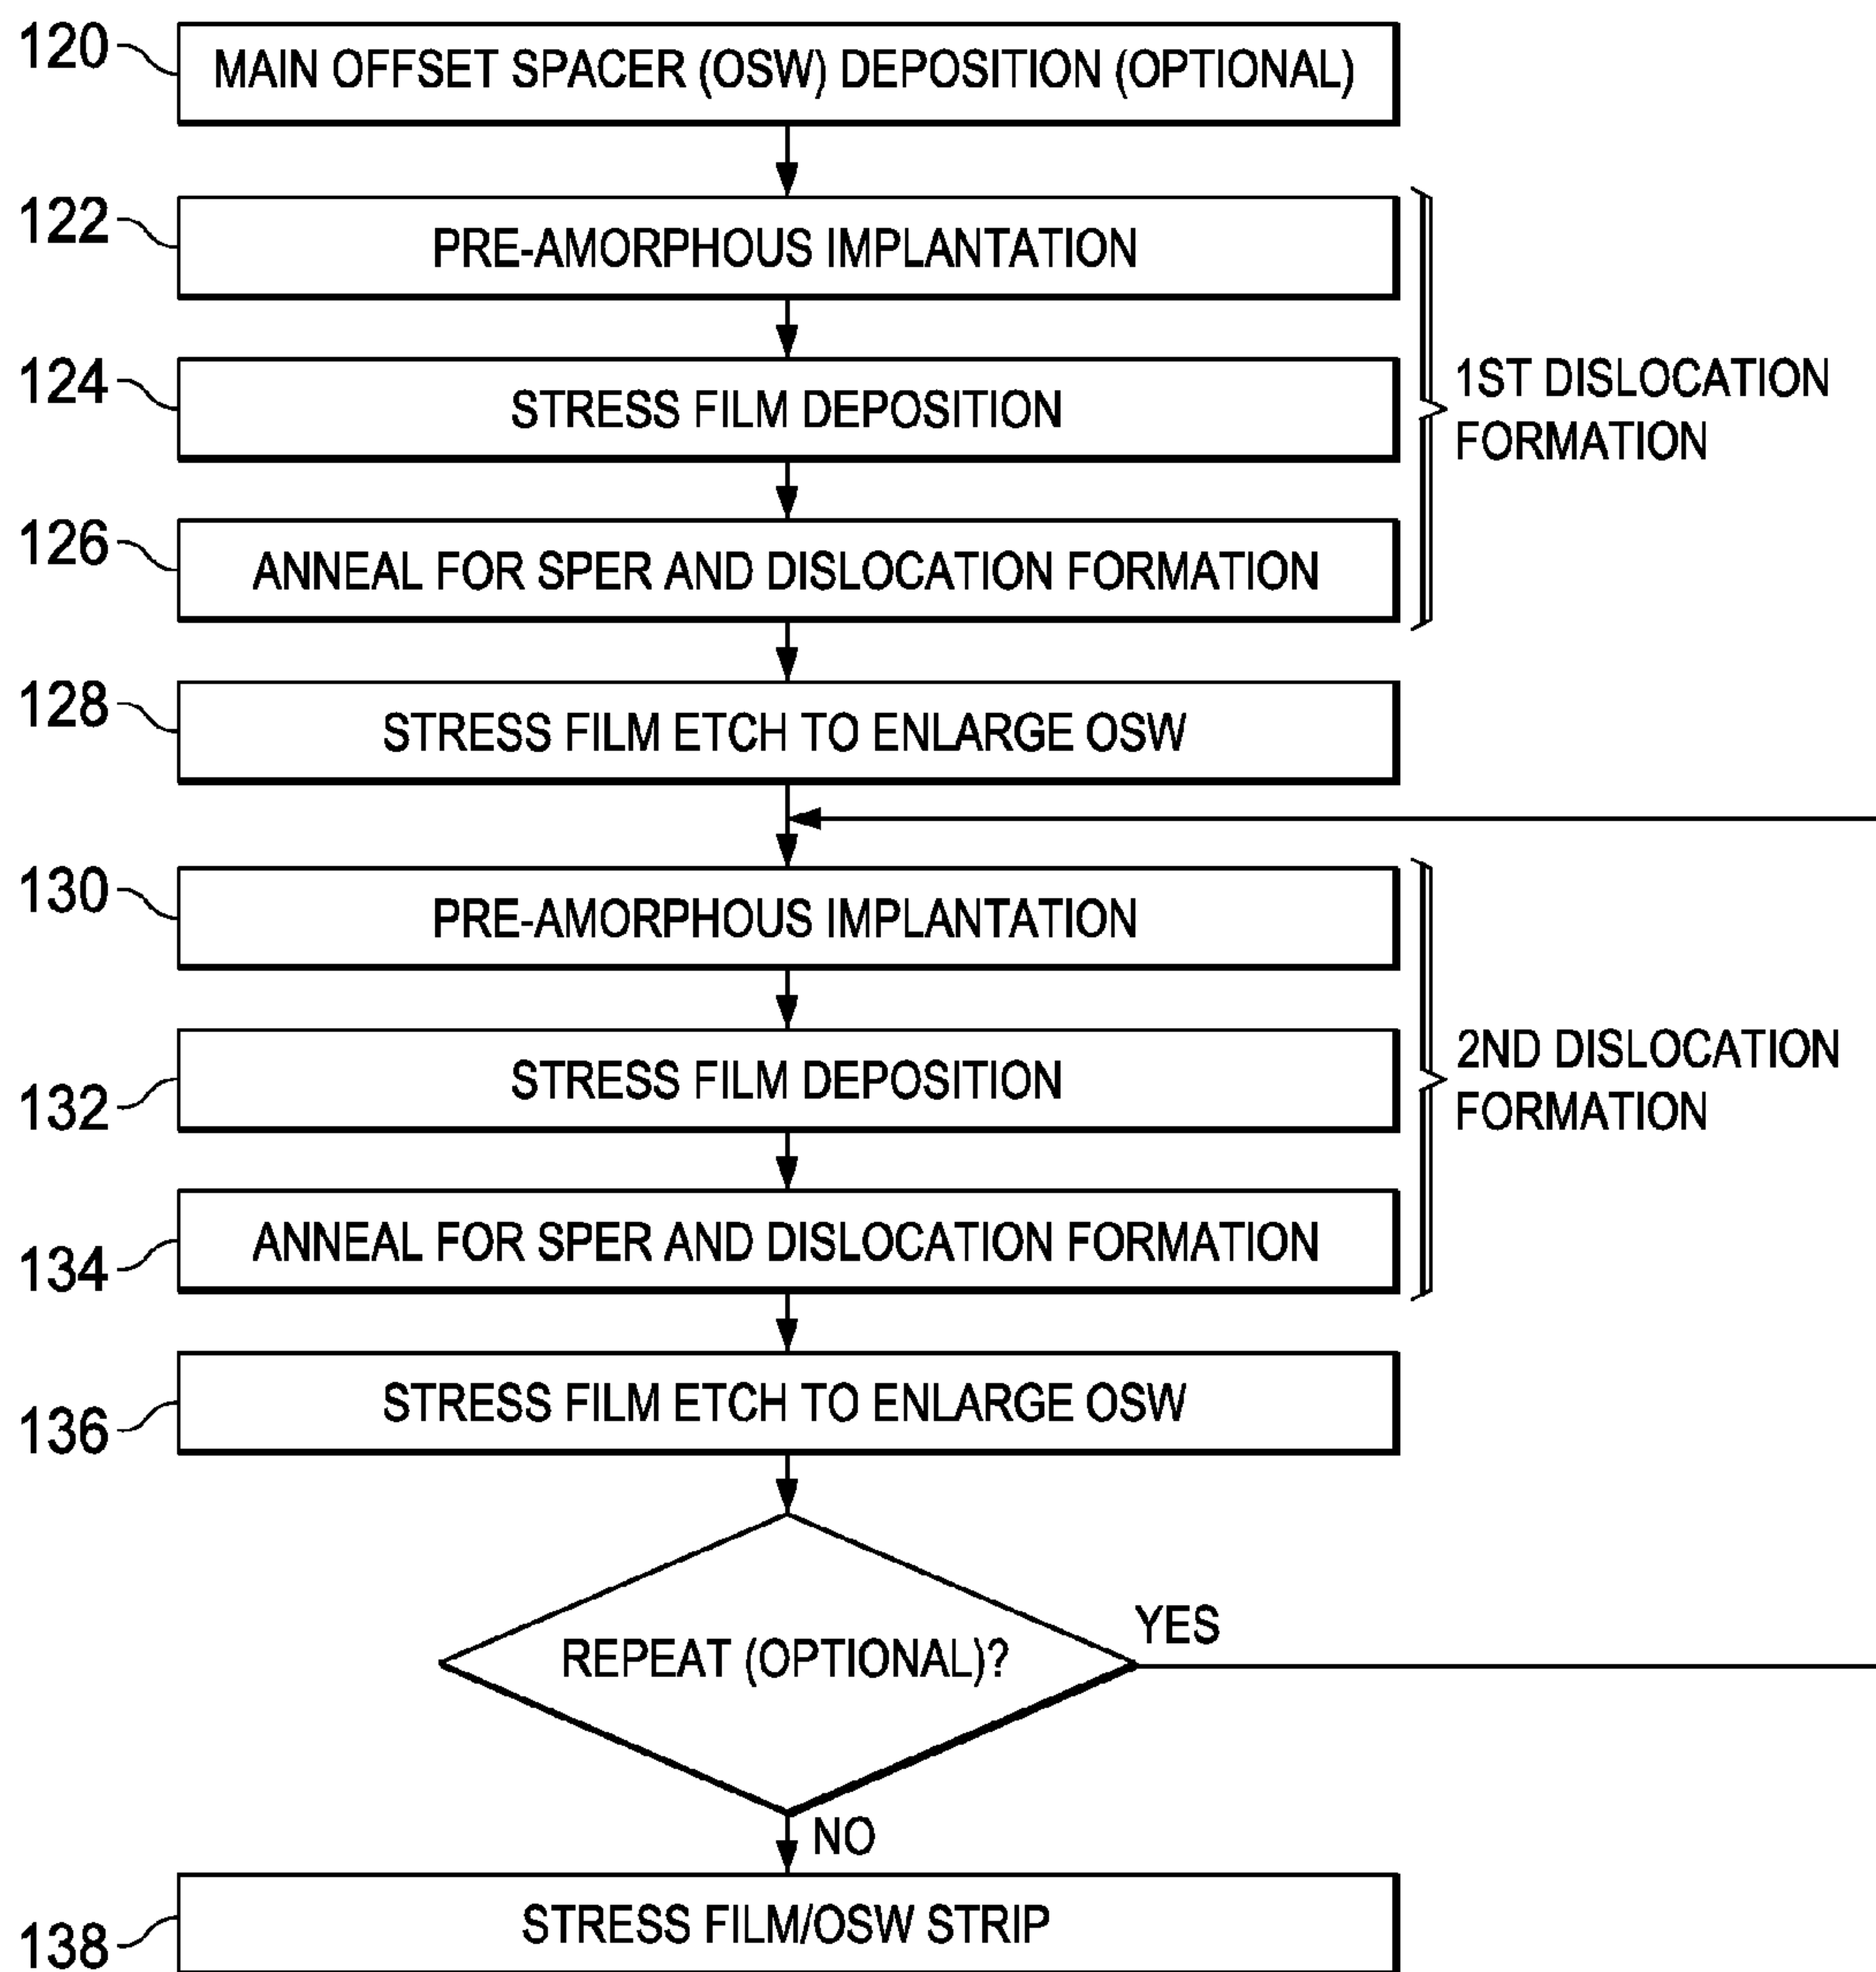 120
MAIN OFFSET SPACER (OSW) DEPOSITION (OPTIONAL)
122
PRE-AMORPHOUS IMPLANTATION
124
STRESS FILM DEPOSITION
1ST DISLOCATION
FORMATION
126
ANNEAL FOR SPER AND DISLOCATION FORMATION
128
STRESS FILM ETCH TO ENLARGE OSW
130
PRE-AMORPHOUS IMPLANTATION
132
STRESS FILM DEPOSITION
2ND DISLOCATION
FORMATION
134
ANNEAL FOR SPER AND DISLOCATION FORMATION
136
STRESS FILM ETCH TO ENLARGE OSW
REPEAT (OPTIONAL)?
YES
NO
138
STRESS FILM/OSW STRIP